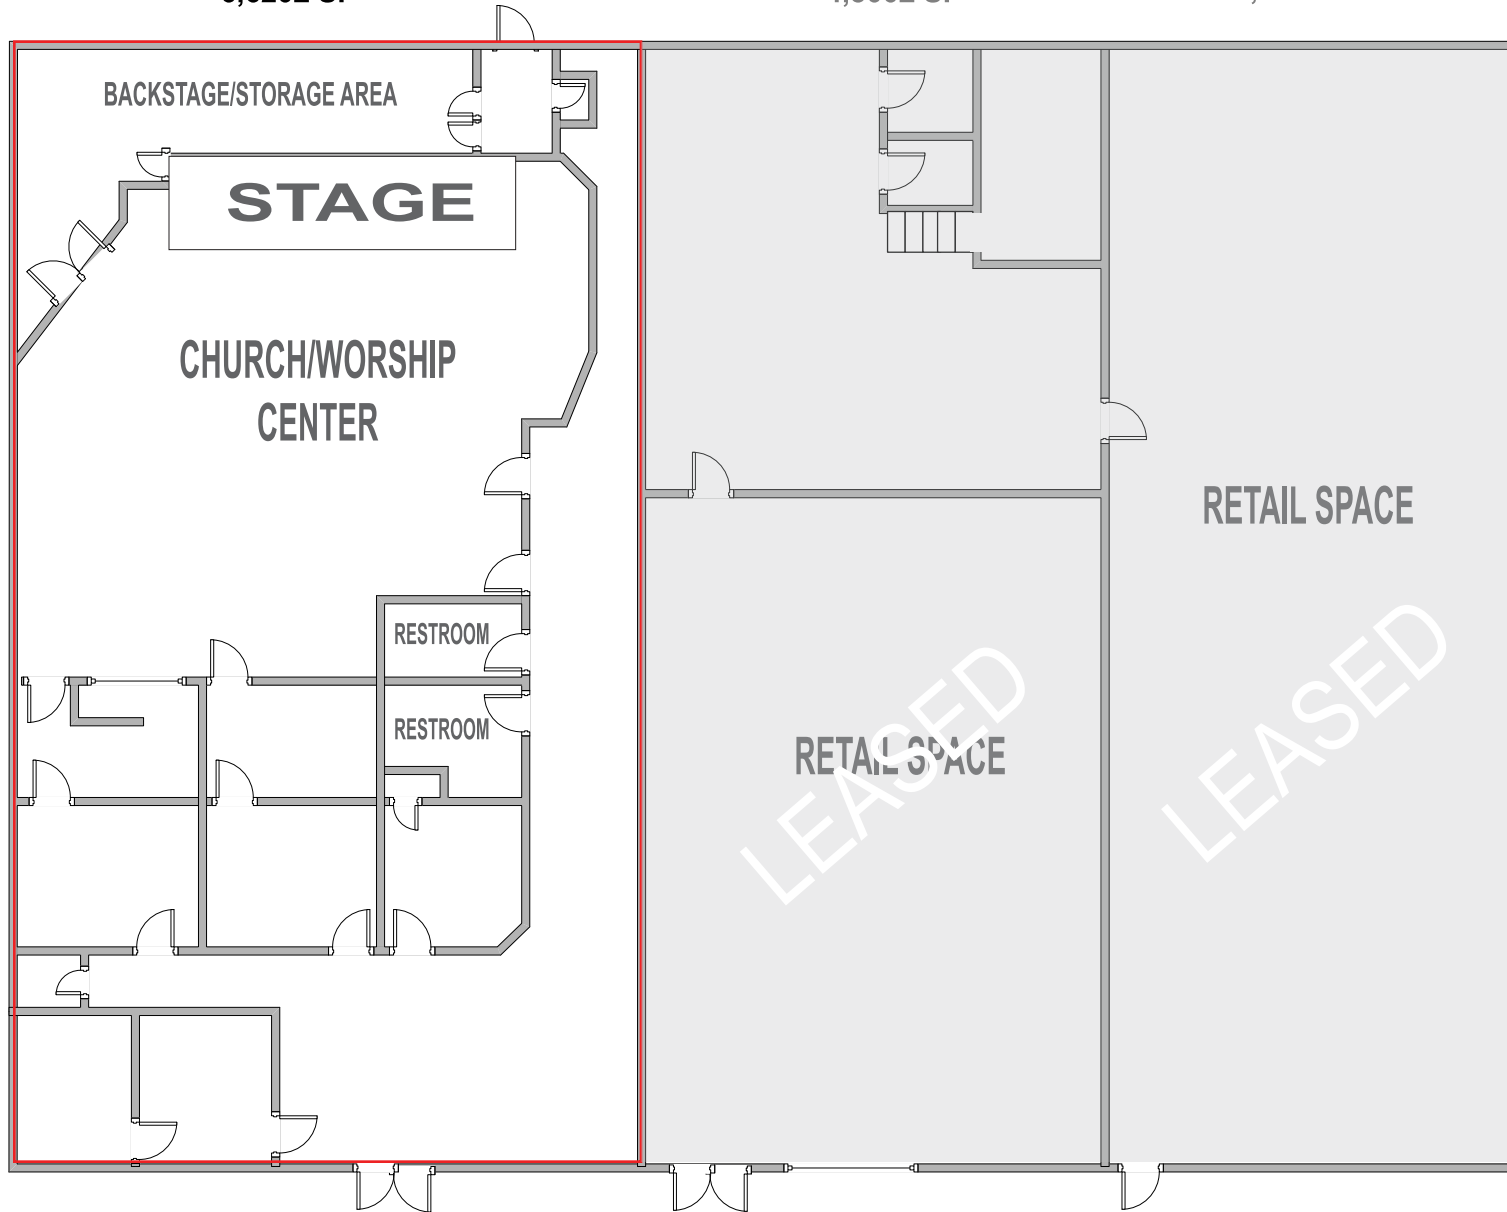 BACKSTAGE/STORAGE AREA
STAGE
CHURCH/WORSHIP
CENTER
RESTROOM
RESTROOM
RETAIL SPACE
LEASED
RETAIL SPACE
LEASED